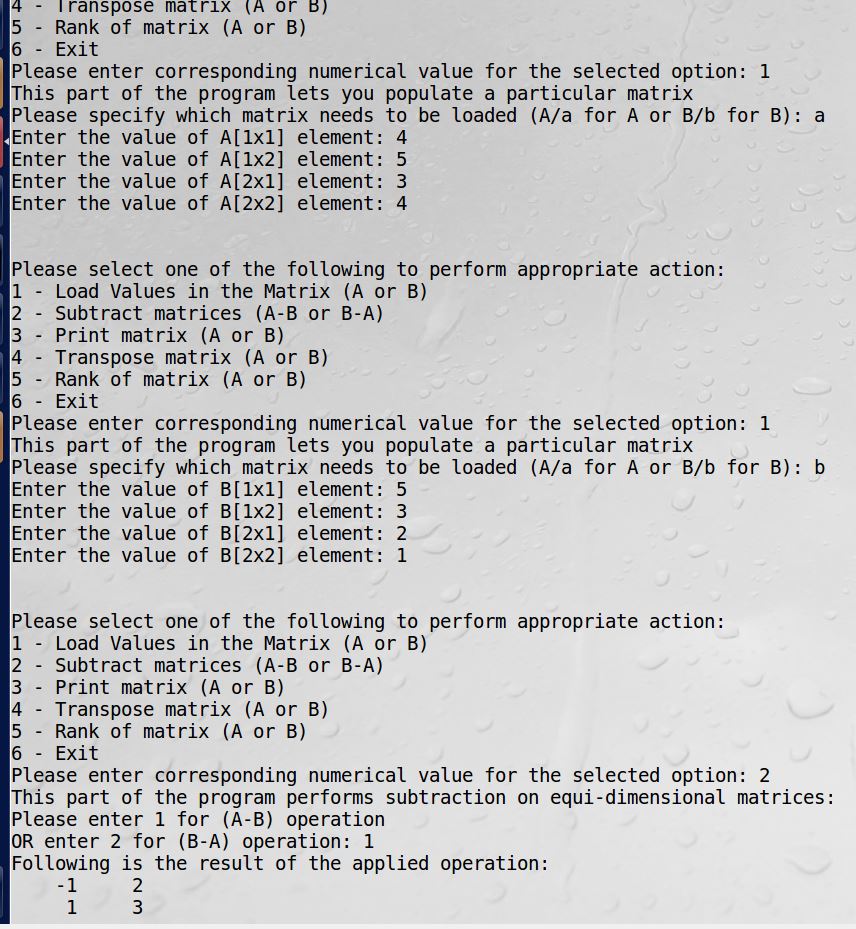 4 - Transpose matrix (A or B)
5 - Rank of matrix (A or B)
6 - Exit
Please enter corresponding numerical value for the selected option: 1
This part of the program lets you populate a particular matrix
Please specify which matrix needs to be loaded (A/a for A or B/b for B): a
Enter the value of A[1x1] element: 4
Enter the value of A[1x2] element: 5
Enter the value of A[2x1] element: 3
Enter the value of A[2x2] element: 4
Please select one of the following to perform appropriate action:
1 - Load Values in the Matrix (A or B)
2 - Subtract matrices (A-B or B-A)
3 - Print matrix (A or B)
4 - Transpose matrix (A or B)
5 - Rank of matrix (A or B)
6 - Exit
Please enter corresponding numerical value for the selected option: 1
This part of the program lets you populate a particular matrix
Please specify which matrix needs to be loaded (A/a for A or B/b for B): b
Enter the value of B[1x1] element: 5
Enter the value of B[1x2] element: 3
Enter the value of B[2x1] element: 2
Enter the value of B[2x2] element: 1
Please select one of the following to perform appropriate action:
1 - Load Values in the Matrix (A or B)
2 - Subtract matrices (A-B or B-A)
3 - Print matrix (A or B)
4 - Transpose matrix (A or B)
5 - Rank of matrix (A or B)
6 - Exit
Please enter corresponding numerical value for the selected option: 2
This part of the program performs subtraction on equi-dimensional matrices:
Please enter 1 for (A-B) operation
OR enter 2 for (B-A) operation: 1
Following is the result of the applied operation:
-1 2
1 3